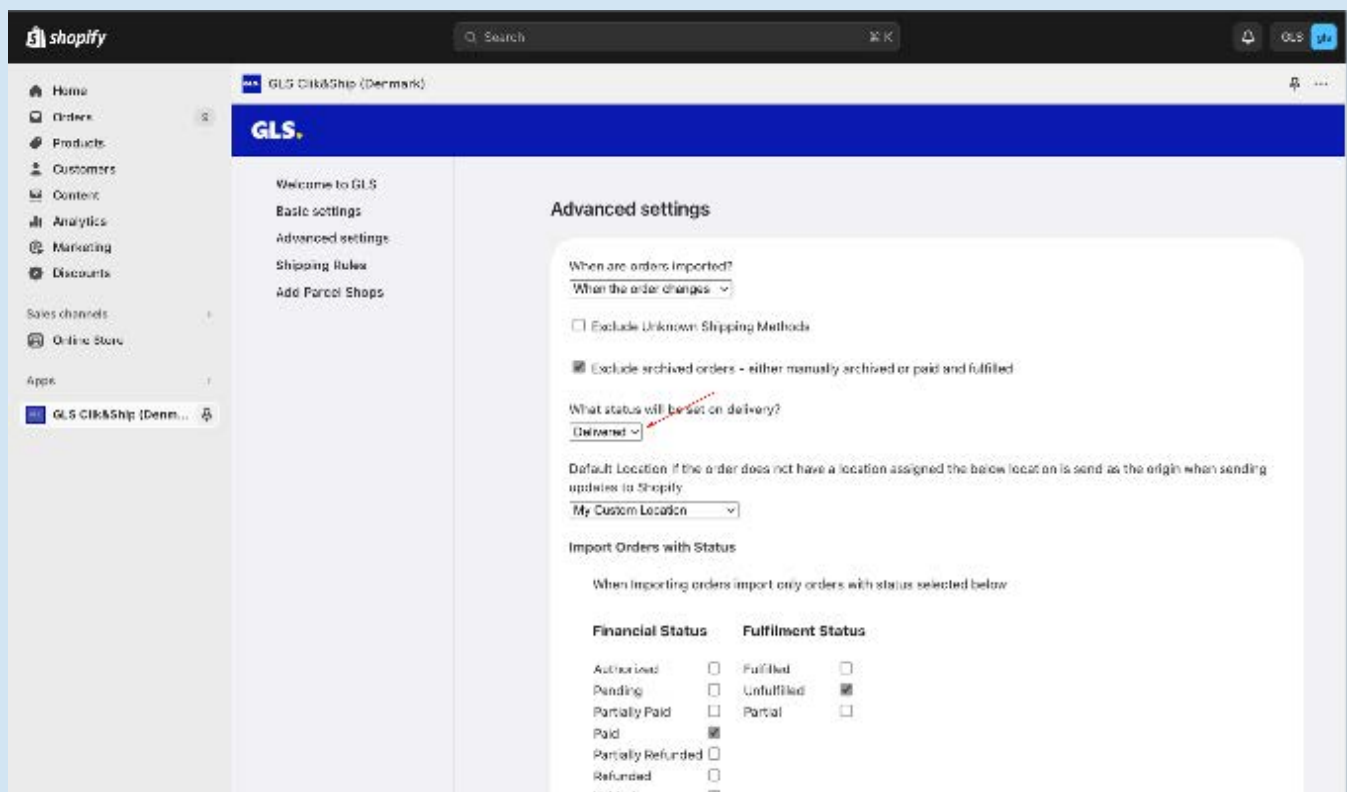 shopify
Search
⌘ K
GLS
Home
Orders
Products
Customers
Content
Analytics
Marketing
Discounts
Sales channels
Online Store
Apps
GLS Clik&Ship (Denm...
GLS Clik&Ship (Denmark)
GLS.
Welcome to GLS
Basic settings
Advanced settings
Shipping Rules
Add Parcel Shops
Advanced settings
When are orders imported?
When the order changes
Exclude Unknown Shipping Methods
Exclude archived orders - either manually archived or paid and fulfilled
What status will be set on delivery?
Delivered
Default Location if the order does not have a location assigned the below location is send as the origin when sending
updates to Shopify
My Custom Location
Import Orders with Status
When Importing orders import only orders with status selected below
Financial Status Fulfilment Status
Authorized Fulfilled
Pending Unfulfilled
Partially Paid Partial
Paid
Partially Refunded
Refunded